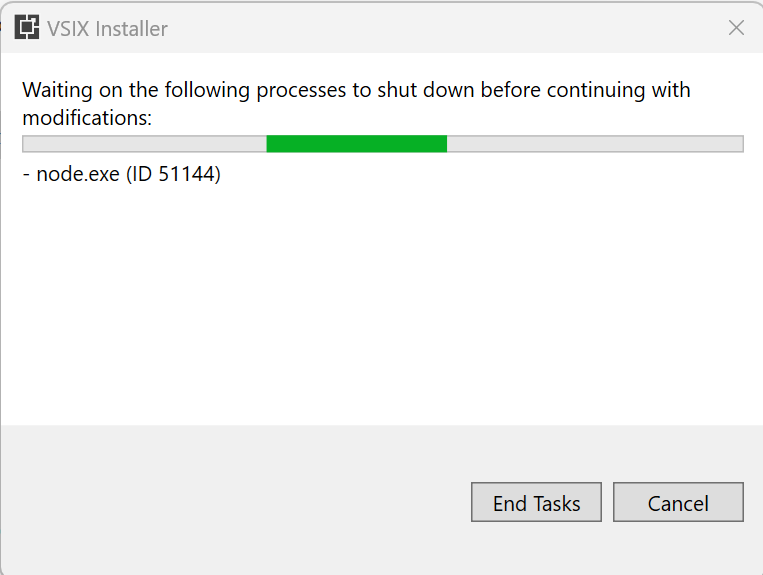 VSIX Installer
Waiting on the following processes to shut down before continuing with
modifications:
- node.exe (ID 51144)
End Tasks
Cancel